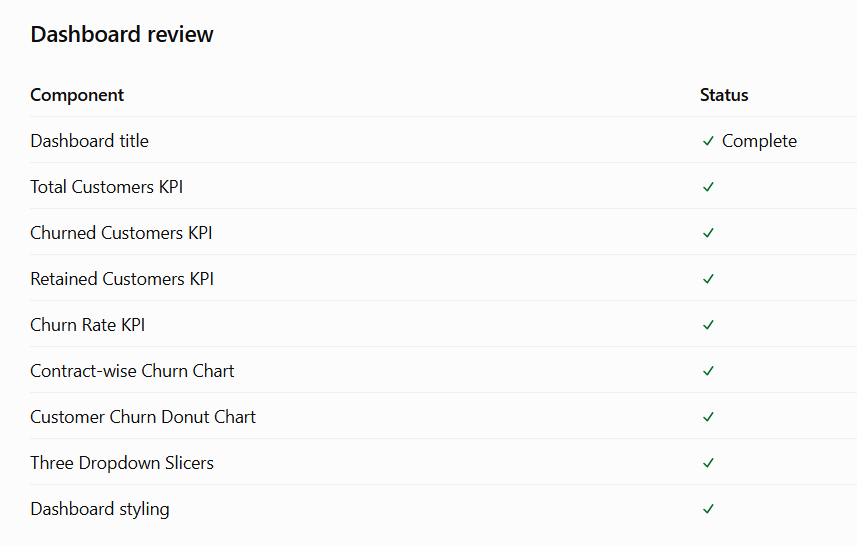 Dashboard review
Component Status
Dashboard title ✓ Complete
Total Customers KPI ✓
Churned Customers KPI ✓
Retained Customers KPI ✓
Churn Rate KPI ✓
Contract-wise Churn Chart ✓
Customer Churn Donut Chart ✓
Three Dropdown Slicers ✓
Dashboard styling ✓